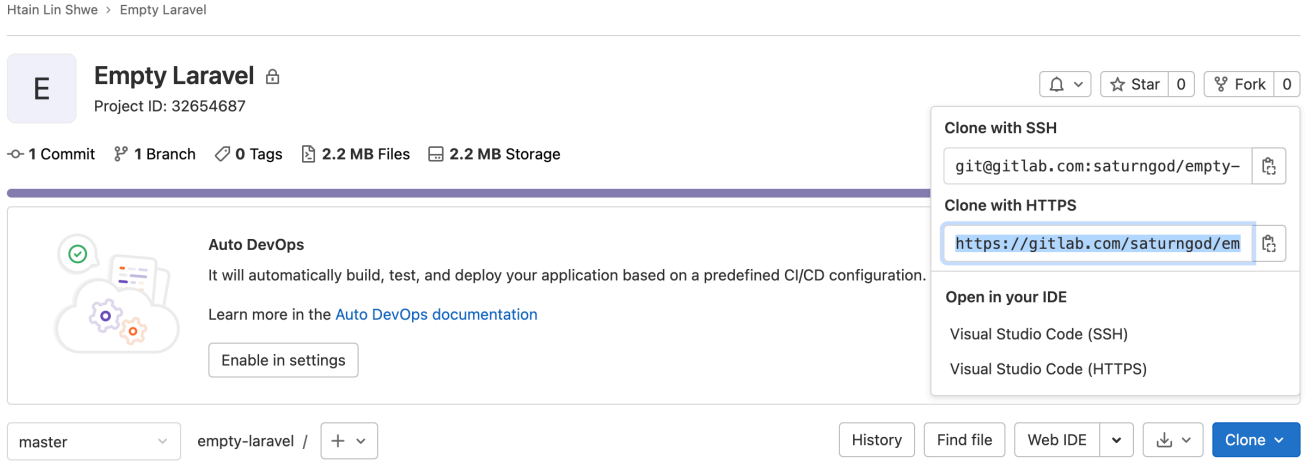 Htain Lin Shwe › Empty Laravel
E
Empty Laravel
Project ID: 32654687
Star 0
Fork 0
1 Commit 1 Branch 0 Tags 2.2 MB Files 2.2 MB Storage
Clone with SSH
git@gitlab.com:saturngod/empty-
Clone with HTTPS
https://gitlab.com/saturngod/em
Open in your IDE
Visual Studio Code (SSH)
Visual Studio Code (HTTPS)
Auto DevOps
It will automatically build, test, and deploy your application based on a predefined CI/CD configuration.
Learn more in the Auto DevOps documentation
Enable in settings
master empty-laravel / + History Find file Web IDE Clone